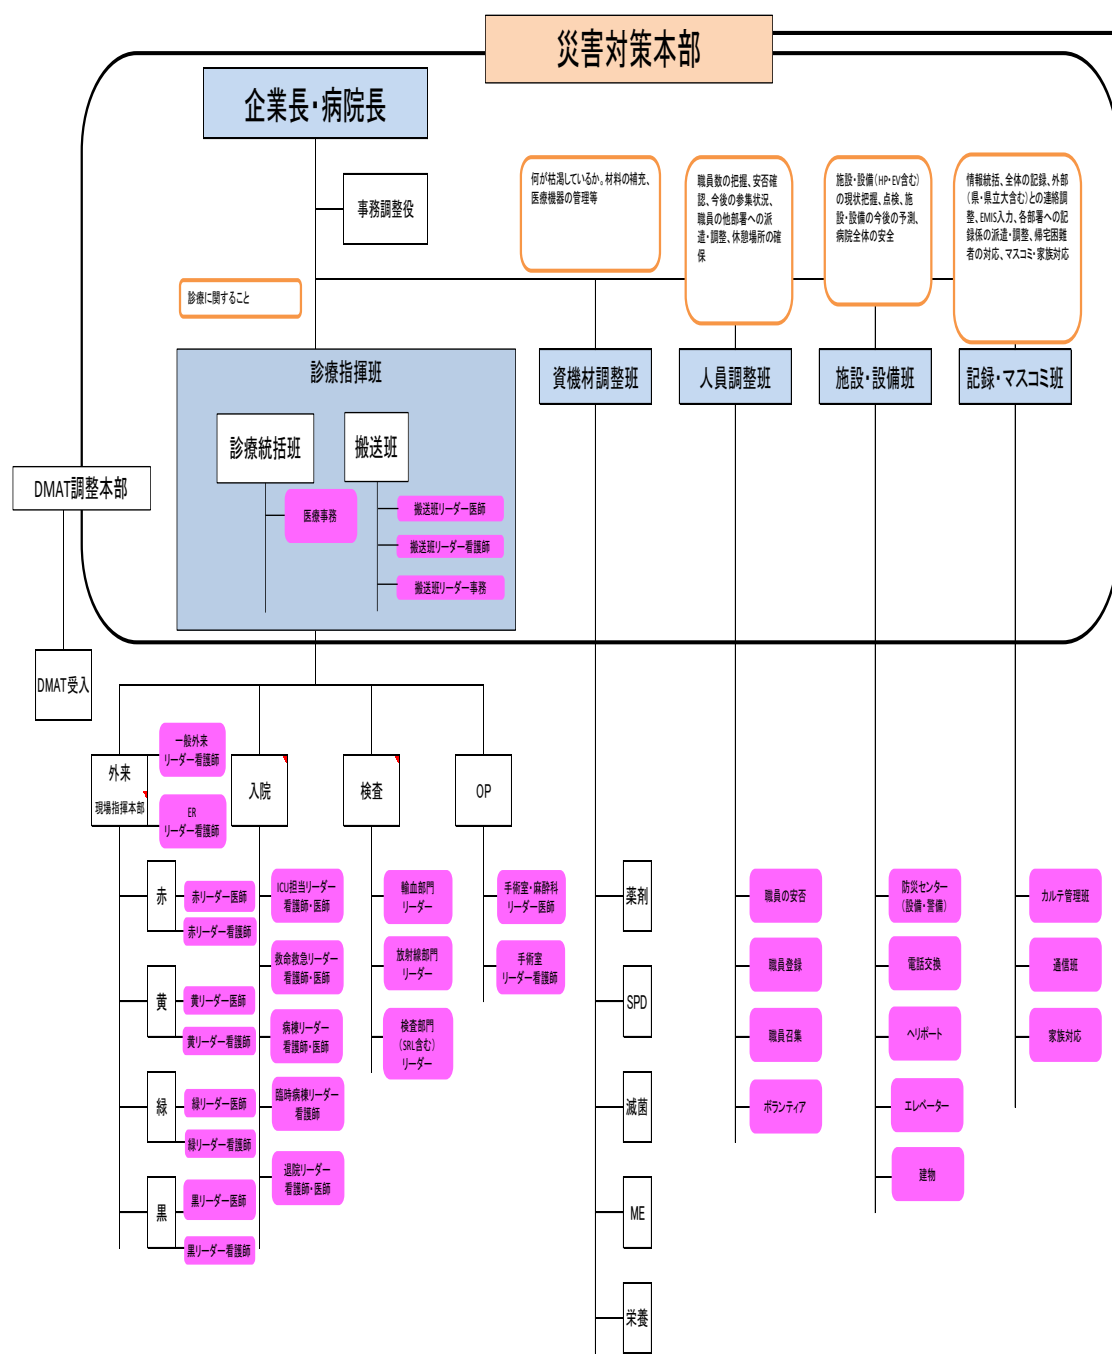 災害対策本部
企業長・病院長
事務調整役
何が枯渇しているか。材料の補充、
医療機器の管理等
職員数の把握、安否確
認、今後の参集状況、
職員の他部署への派
遣・調整、休憩場所の確
保
施設・設備（HP・EV含む）
の現状把握、点検、施
設・設備の今後の予測、
病院全体の安全
情報統括、全体の記録、外部
（県・県立大含む）との連絡調
整、EMIS入力、各部署への記
録係の派遣・調整、帰宅困難
者の対応、マスコミ・家族対応
診療に関すること
診療指揮班
資機材調整班
人員調整班
施設・設備班
記録・マスコミ班
診療統括班
搬送班
医療事務
搬送班リーダー医師
搬送班リーダー看護師
搬送班リーダー事務
DMAT調整本部
DMAT受入
一般外来
リーダー看護師
外来
現場指揮本部
ER
リーダー看護師
入院
検査
OP
赤
赤リーダー医師
赤リーダー看護師
黄
黄リーダー医師
黄リーダー看護師
緑
緑リーダー医師
緑リーダー看護師
黒
黒リーダー医師
黒リーダー看護師
ICU担当リーダー
看護師・医師
救命救急リーダー
看護師・医師
病棟リーダー
看護師・医師
臨時病棟リーダー
看護師
退院リーダー
看護師・医師
輸血部門
リーダー
放射線部門
リーダー
検査部門
（SRL含む）
リーダー
手術室・麻酔科
リーダー医師
手術室
リーダー看護師
薬剤
SPD
滅菌
ME
栄養
職員の安否
職員登録
職員召集
ボランティア
防災センター
（設備・警備）
電話交換
ヘリポート
エレベーター
建物
カルテ管理班
通信班
家族対応